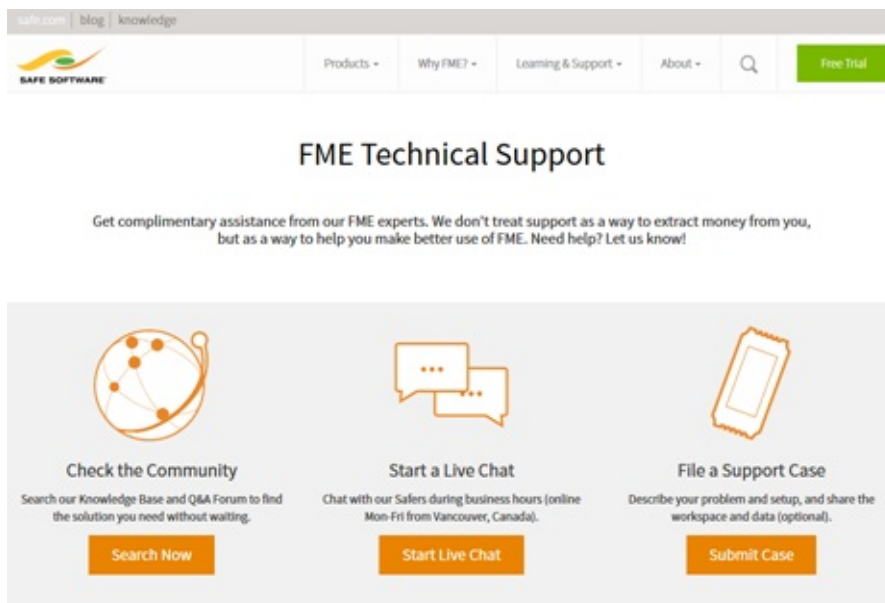 safe.com blog knowledge
SAFE SOFTWARE
Products Why FME? Learning & Support About Free Trial
FME Technical Support
Get complimentary assistance from our FME experts. We don't treat support as a way to extract money from you,
but as a way to help you make better use of FME. Need help? Let us know!
Check the Community
Search our Knowledge Base and Q&A Forum to find
the solution you need without waiting.
Search Now
Start a Live Chat
Chat with our Safers during business hours (online
Mon-Fri from Vancouver, Canada).
Start Live Chat
File a Support Case
Describe your problem and setup, and share the
workspace and data (optional).
Submit Case